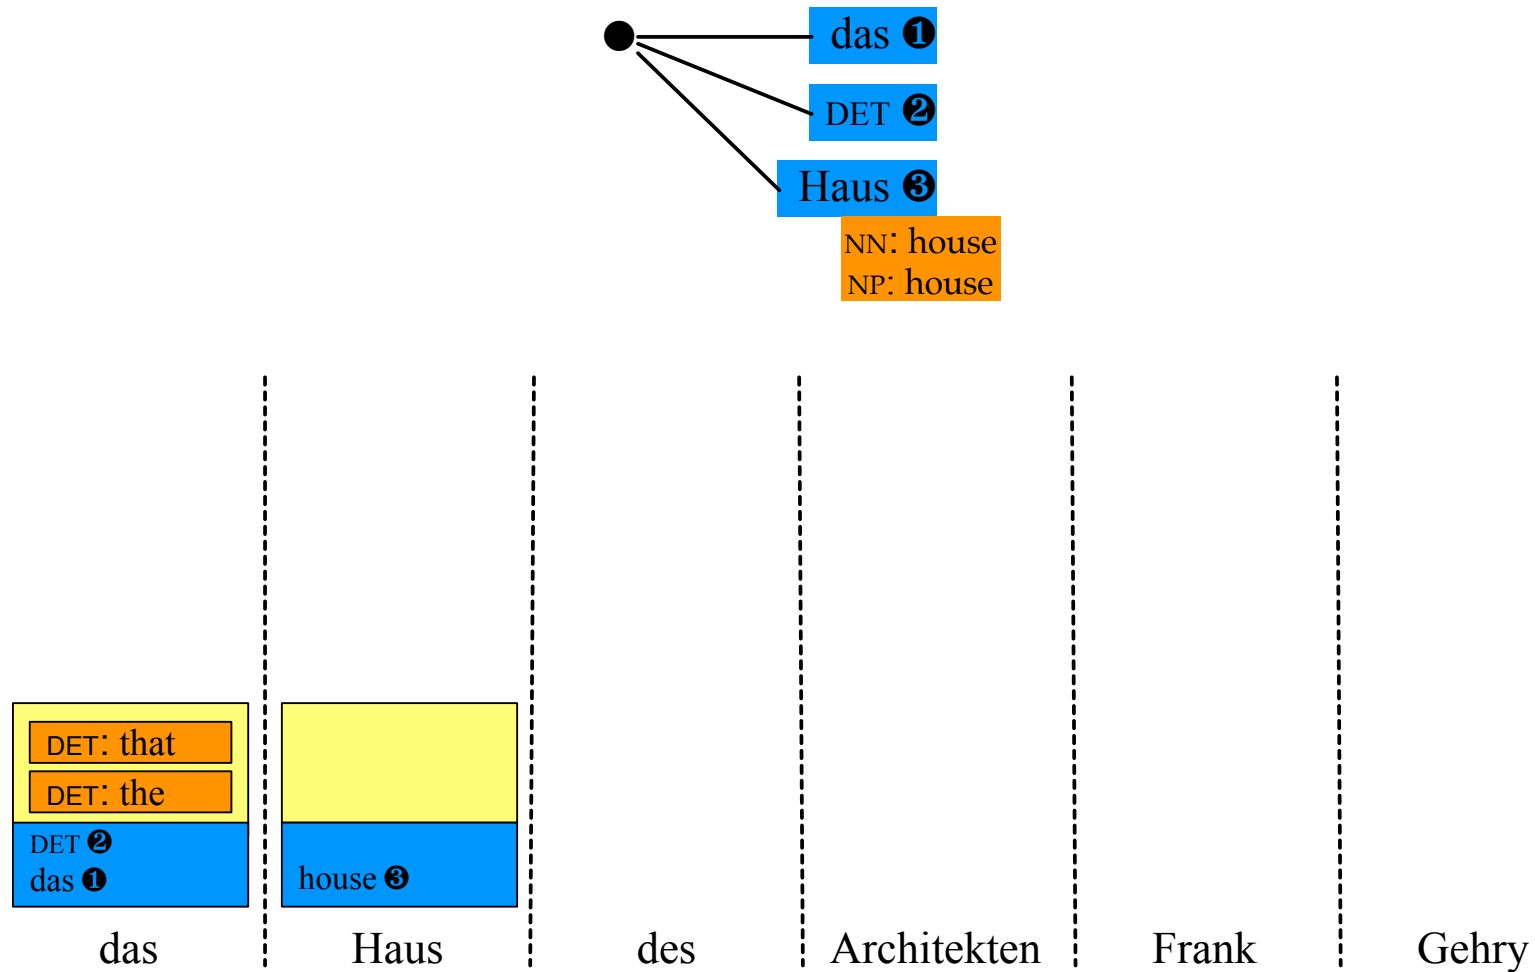 das ❶
DET ❷
Haus ❸
NN: house
NP: house
DET: that
DET: the
DET ❷
das ❶
house ❸
das Haus des Architekten Frank Gehry